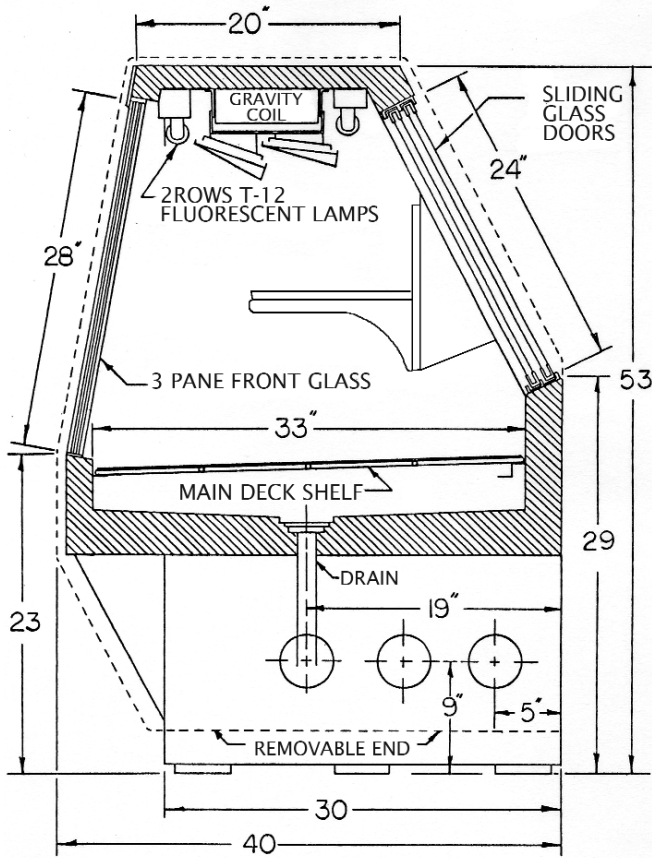 20"
GRAVITY
COIL
SLIDING
GLASS
DOORS
2ROWS T-12
FLUORESCENT LAMPS
24"
28"
3 PANE FRONT GLASS
53
33"
MAIN DECK SHELF
29
DRAIN
19"
23
9"
5"
REMOVABLE END
30
40